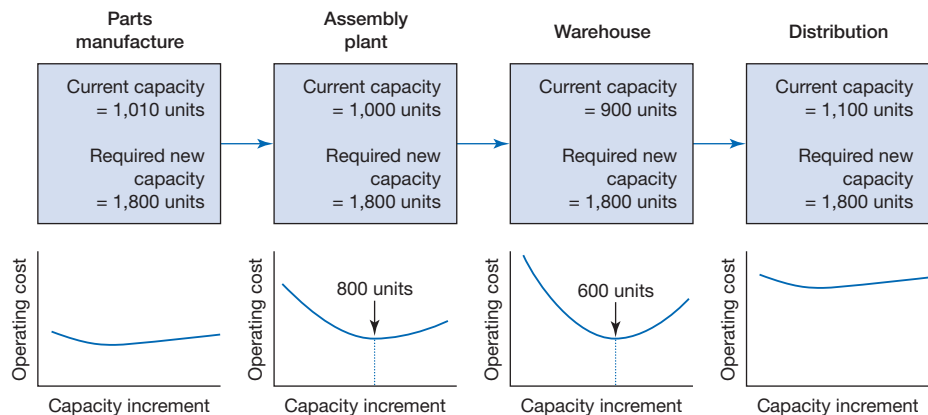 Parts
manufacture
Assembly
plant
Warehouse
Distribution
Current capacity
= 1,010 units
Required new
capacity
= 1,800 units
Current capacity
= 1,000 units
Required new
capacity
= 1,800 units
Current capacity
= 900 units
Required new
capacity
= 1,800 units
Current capacity
= 1,100 units
Required new
capacity
= 1,800 units
Operating cost
Capacity increment
Operating cost
800 units
Capacity increment
Operating cost
600 units
Capacity increment
Operating cost
Capacity increment